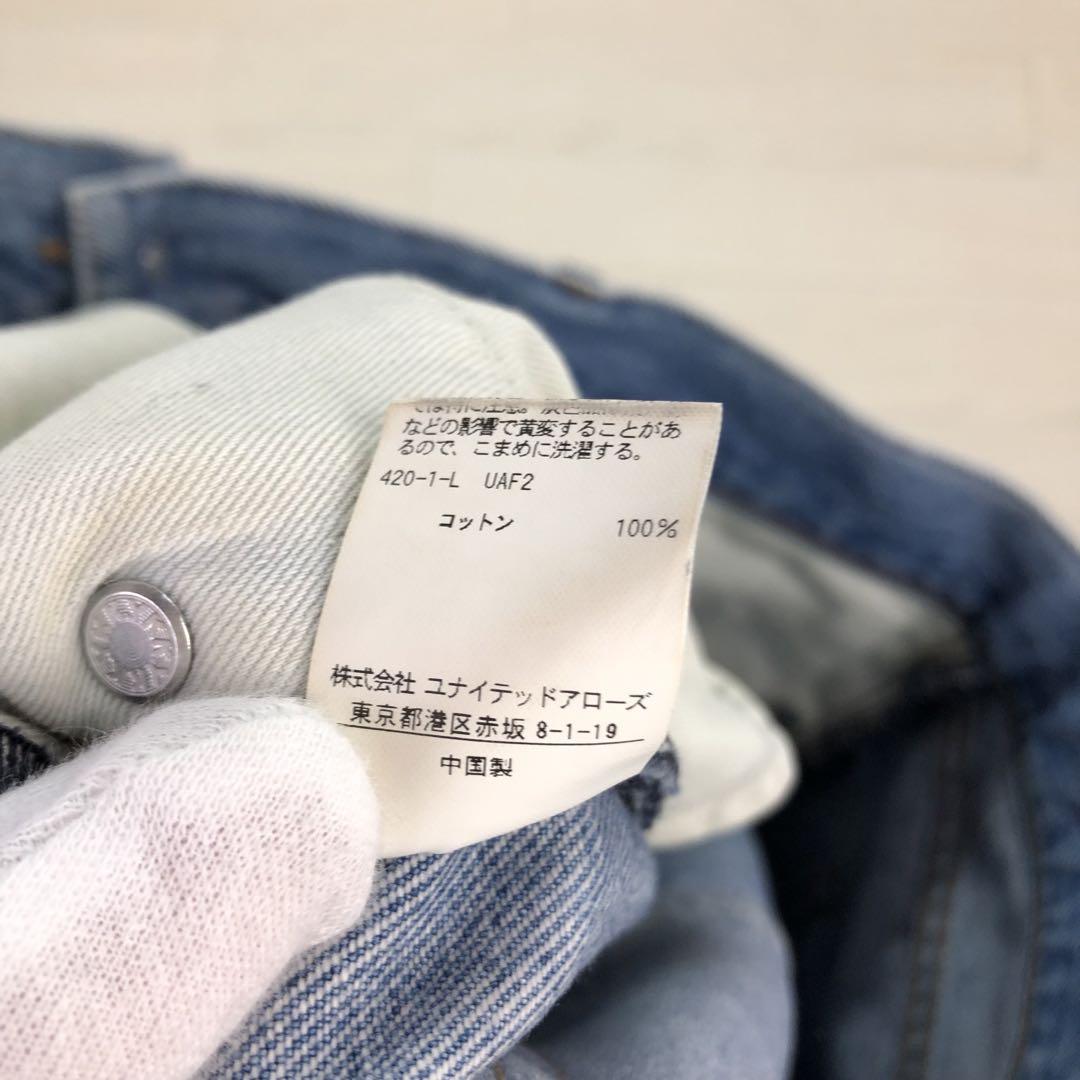 などの影響で黄変することがあ
るので、こまめに洗濯する。
420-1-L UAF2
コットン 100%
株式会社 ユナイテッドアローズ
東京都港区赤坂 8-1-19
中国製